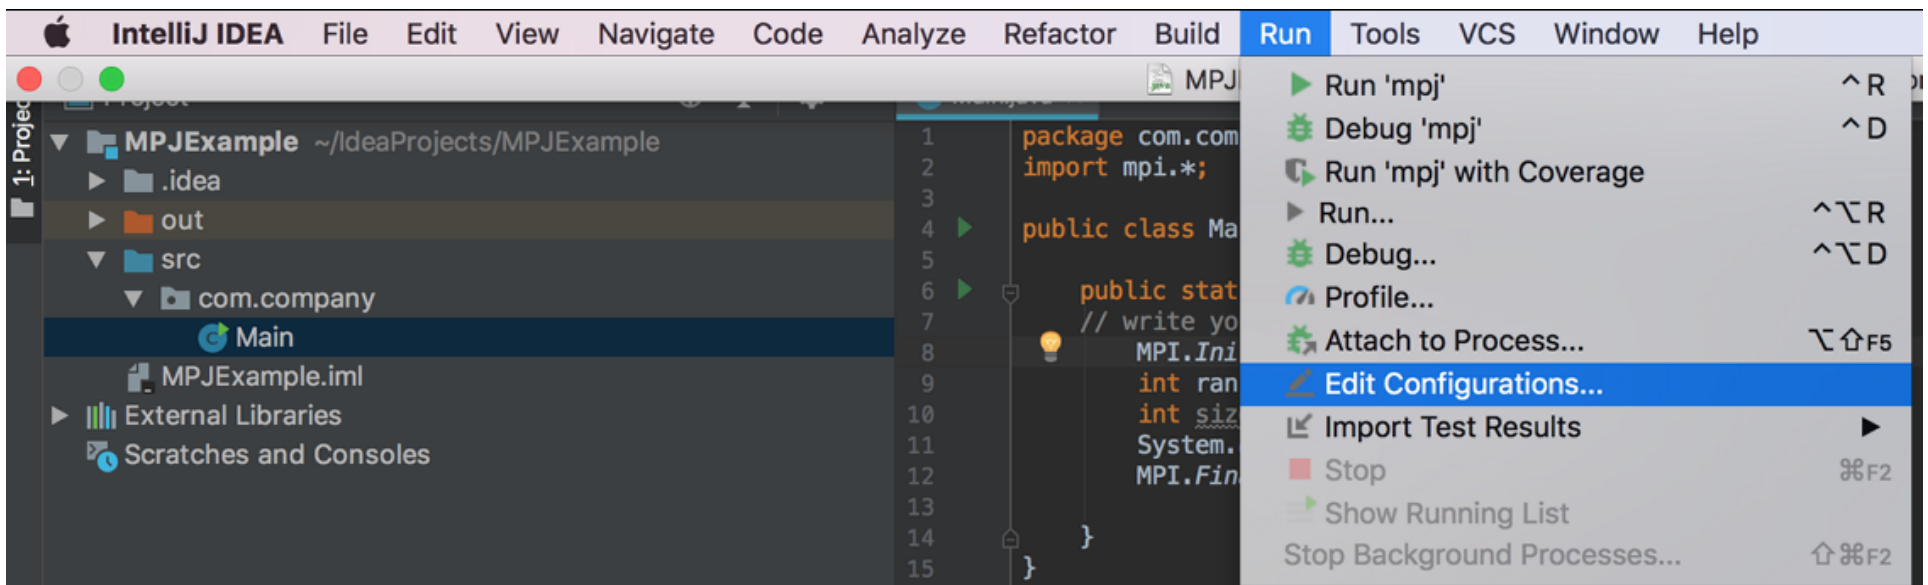 IntelliJ IDEA File Edit View Navigate Code Analyze Refactor Build Run Tools VCS Window Help
MPJ
1: Project
MPJExample ~/IdeaProjects/MPJExample
.idea
out
src
com.company
Main
MPJExample.iml
External Libraries
Scratches and Consoles
1 package com.com
2 import mpi.*;
3
4 public class Ma
5
6 public stat
7 // write yo
8 MPI.Ini
9 int ran
10 int siz
11 System.
12 MPI.Fin
13
14 }
15 }
Run 'mpj' ^R
Debug 'mpj' ^D
Run 'mpj' with Coverage
Run... ^⌥R
Debug... ^⌥D
Profile...
Attach to Process... ⌥⇧F5
Edit Configurations...
Import Test Results
Stop ⌘F2
Show Running List
Stop Background Processes... ⇧⌘F2